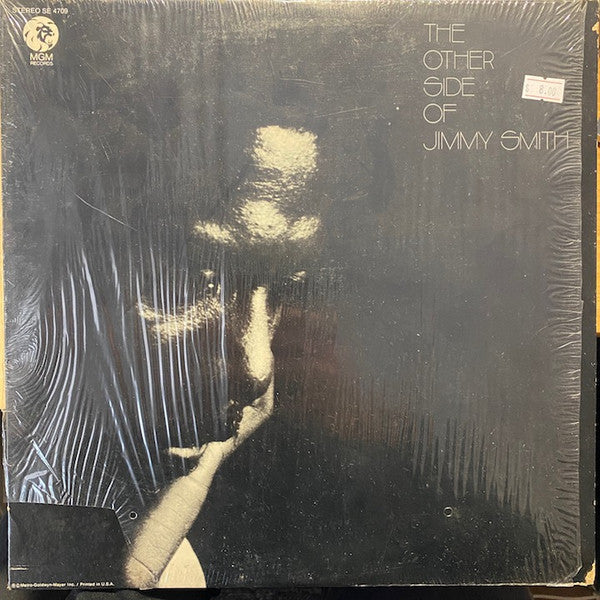 STEREO SE 4709
MGM
RECORDS
THE
OTHER
SIDE
OF
JIMMY SMITH
$ 8.00
© Metro-Goldwyn-Mayer Inc. / Printed in U.S.A.